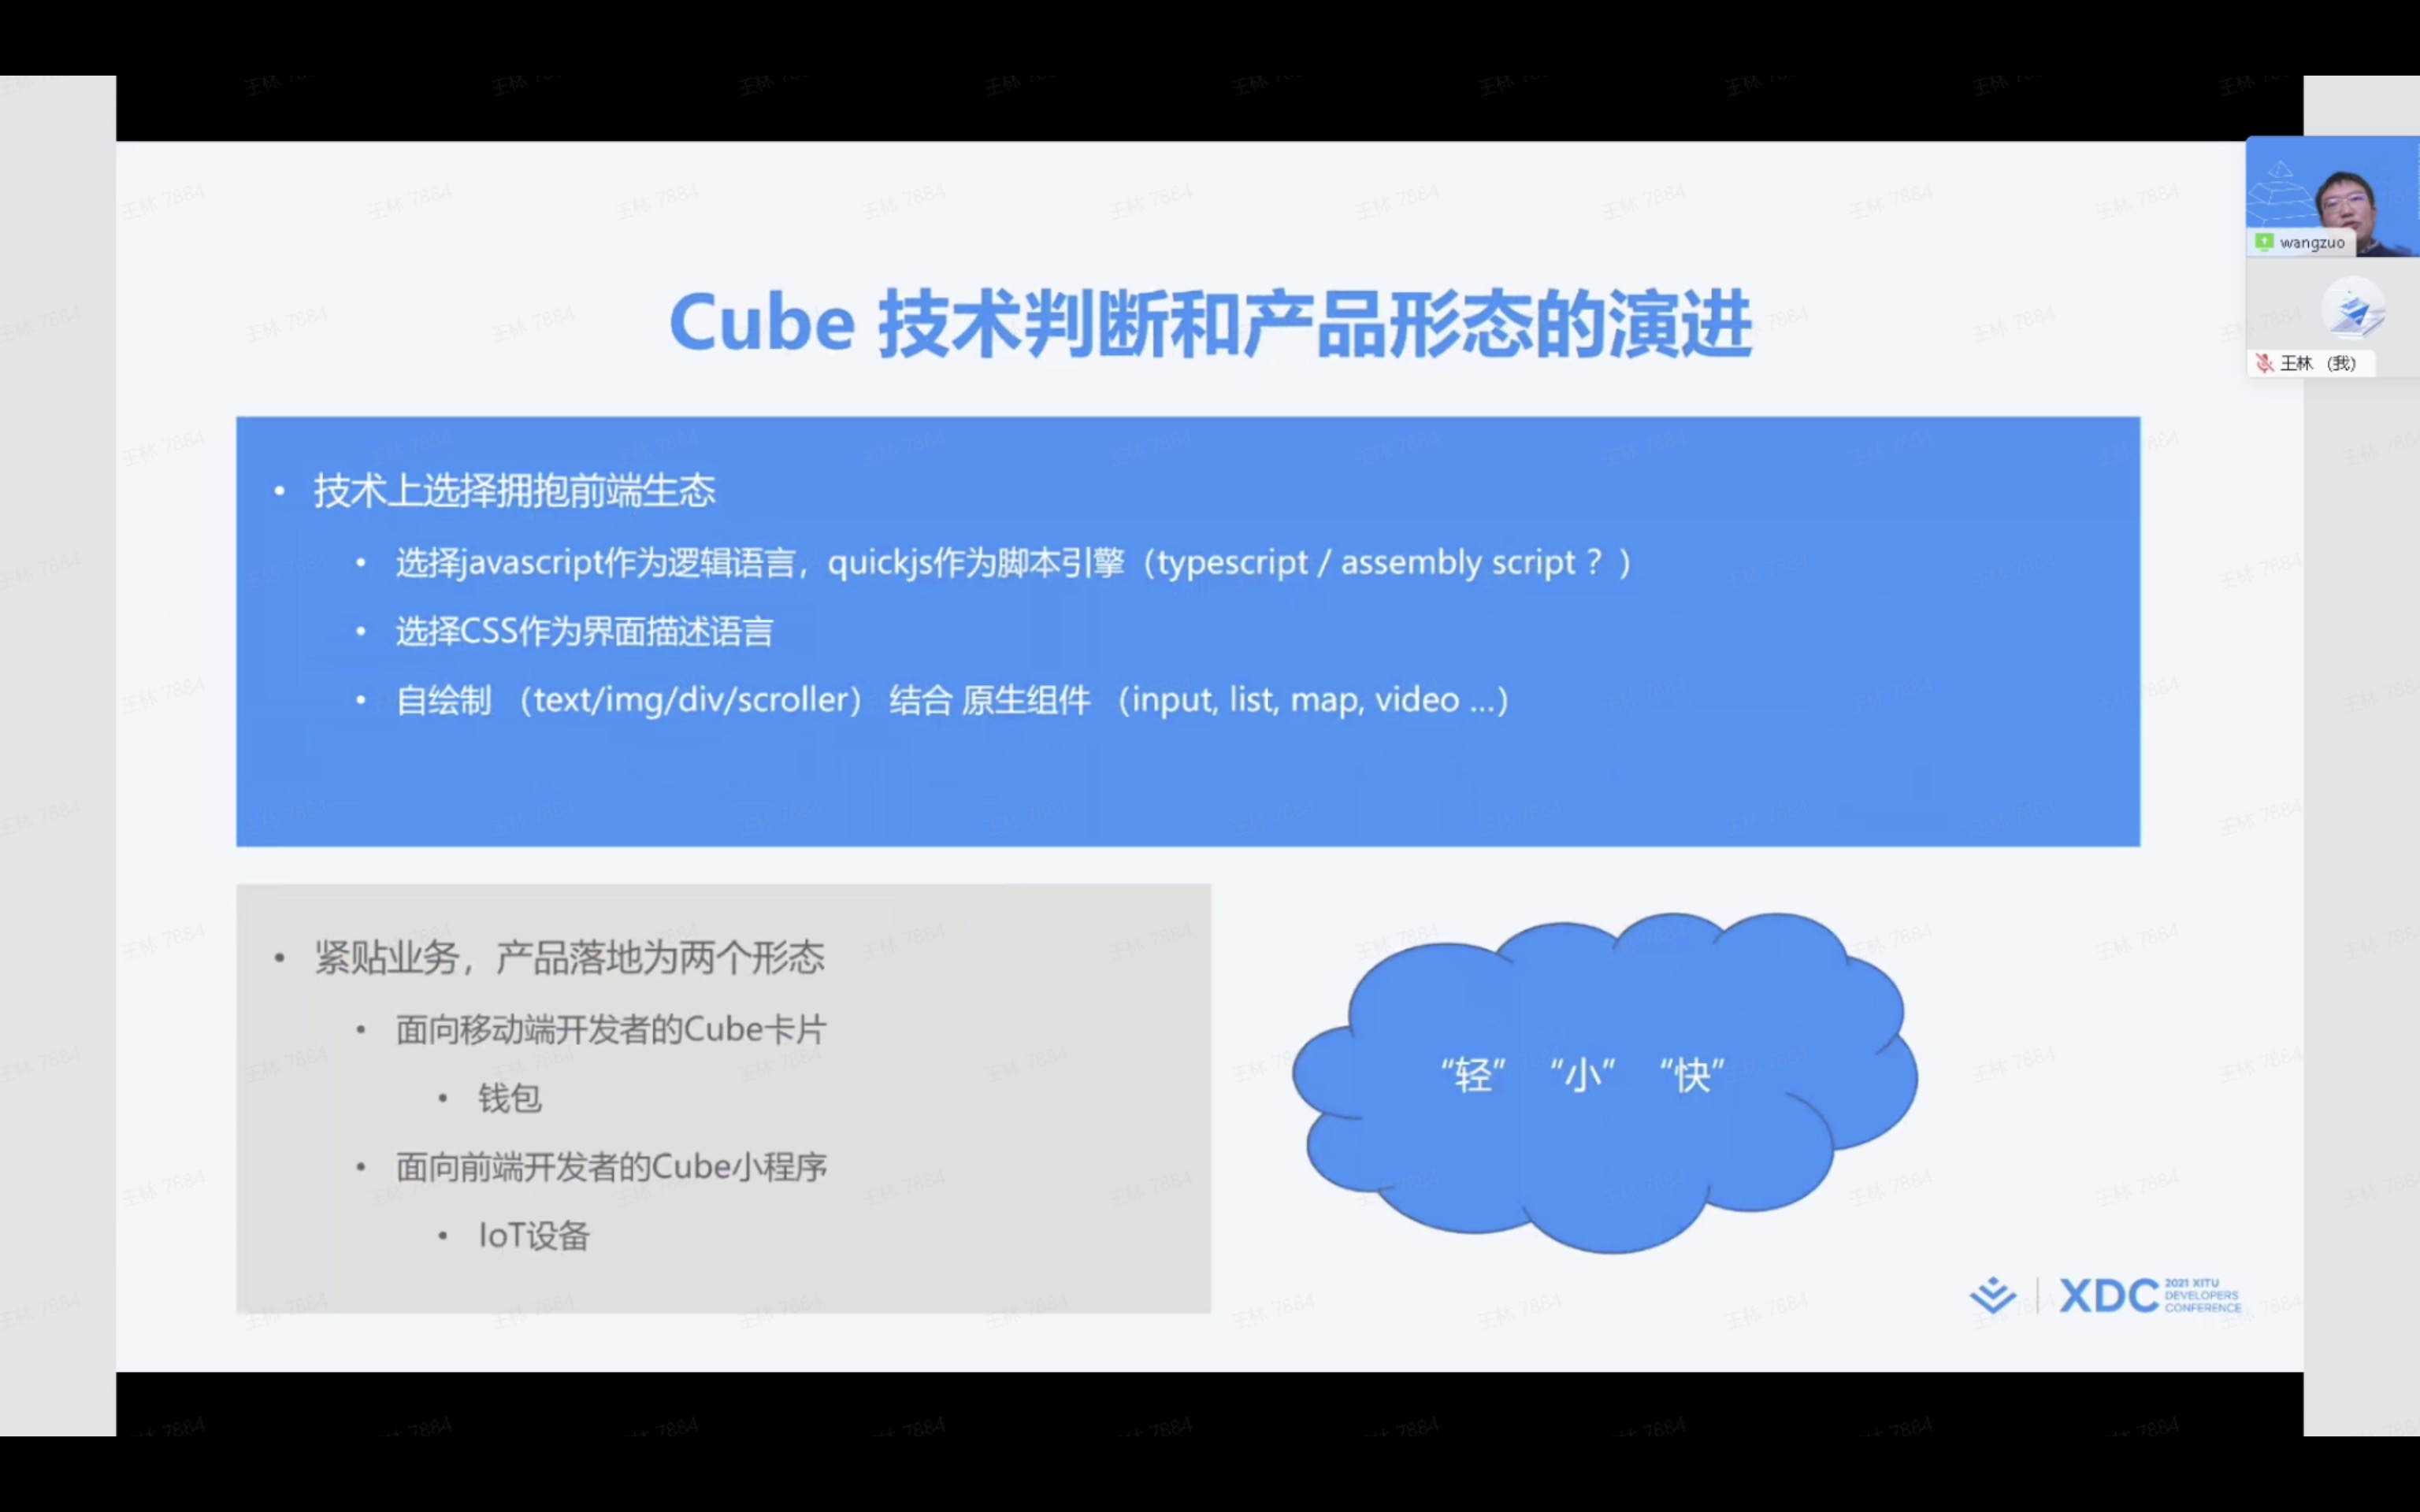 Cube 技术判断和产品形态的演进
wangzuo
王林 （我）
• 技术上选择拥抱前端生态
• 选择javascript作为逻辑语言，quickjs作为脚本引擎（typescript / assembly script？）
• 选择CSS作为界面描述语言
• 自绘制 （text/img/div/scroller） 结合 原生组件 （input, list, map, video ...）
• 紧贴业务，产品落地为两个形态
• 面向移动端开发者的Cube卡片
• 钱包
• 面向前端开发者的Cube小程序
• IoT设备
“轻” “小” “快”
XDC
2021 XITU
DEVELOPERS
CONFERENCE
王林 7884